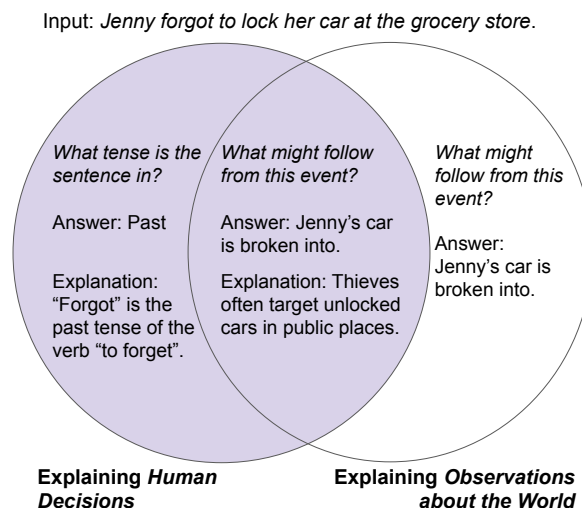 Input: Jenny forgot to lock her car at the grocery store.
What tense is the
sentence in?
Answer: Past
Explanation:
“Forgot” is the
past tense of the
verb “to forget”.
What might follow
from this event?
Answer: Jenny’s car
is broken into.
Explanation: Thieves
often target unlocked
cars in public places.
What might
follow from this
event?
Answer:
Jenny’s car is
broken into.
Explaining Human
Decisions
Explaining Observations
about the World